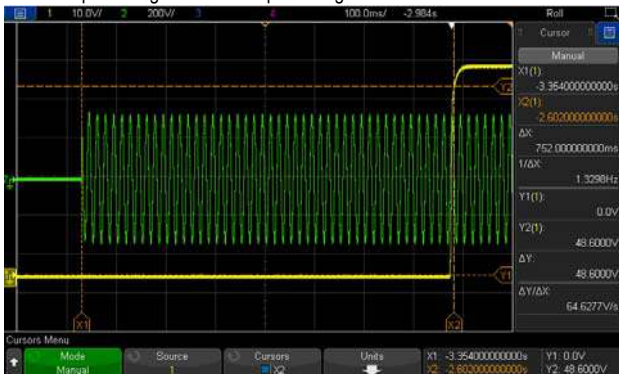 1 10.0V/ 2 200V/ 3 4 100.0ms/ -2.984s Roll
Cursor
Manual
X1(1):
-3.354000000000s
X2(1):
-2.602000000000s
ΔX:
752.000000000ms
1/ΔX:
1.3298Hz
Y1(1):
0.0V
Y2(1):
48.6000V
ΔY:
48.6000V
ΔY/ΔX:
64.6277V/s
Y2
Y1
X1 X2
Cursors Menu
Mode Source Cursors Units X1: -3.354000000000s Y1: 0.0V
Manual 1 X2 X2: -2.602000000000s Y2: 48.6000V